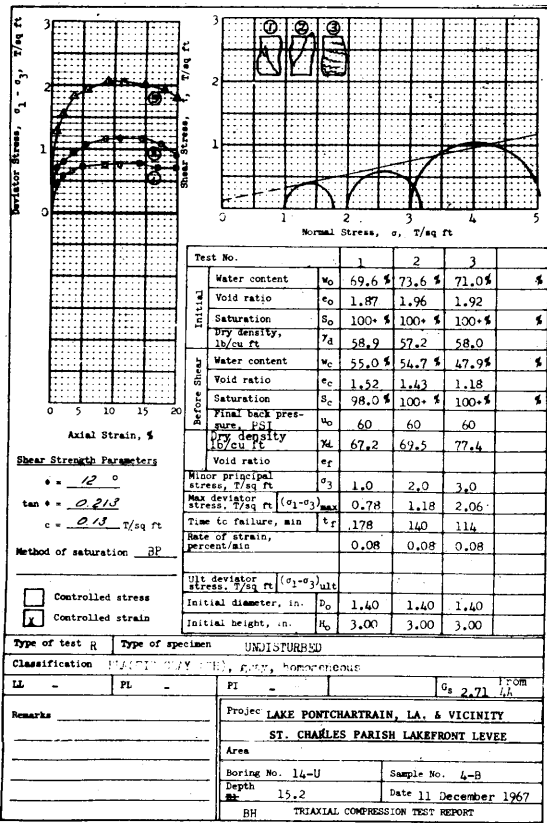 Deviator Stress, σ₁ - σ₃, T/sq ft
3
2
1
0
0 5 10 15 20
Axial Strain, %
Shear Stress, τ, T/sq ft
3
2
1
0 1 2 3 4 5
① ② ③
Normal Stress, σ, T/sq ft
Shear Strength Parameters
ɸ = 12 °
tan ɸ = 0.213
c = 0.13 T/sq ft
Method of saturation BP
Controlled stress
X Controlled strain
Test No. 1 2 3
Initial
Water content w₀ 69.6 % 73.6 % 71.0 % %
Void ratio e₀ 1.87 1.96 1.92
Saturation S₀ 100+ % 100+ % 100+ % %
Dry density, lb/cu ft γd 58.9 57.2 58.0
Before Shear
Water content wc 55.0 % 54.7 % 47.9 % %
Void ratio ec 1.52 1.43 1.18
Saturation Sc 98.0 % 100+ % 100+ % %
Final back pressure, PSI u₀ 60 60 60
Dry density lb/cu ft γd 67.2 69.5 77.4
Void ratio ef
Minor principal stress, T/sq ft σ₃ 1.0 2.0 3.0
Max deviator stress, T/sq ft (σ₁-σ₃)max 0.78 1.18 2.06
Time to failure, min tf 178 140 114
Rate of strain, percent/min 0.08 0.08 0.08
Ult deviator stress, T/sq ft (σ₁-σ₃)ult
Initial diameter, in. D₀ 1.40 1.40 1.40
Initial height, in. H₀ 3.00 3.00 3.00
Type of test R Type of specimen UNDISTURBED
Classification gray, homogeneous
LL - PL - PI - Gs 2.71 From 4A
Remarks
Projec LAKE PONTCHARTRAIN, LA. & VICINITY
ST. CHARLES PARISH LAKEFRONT LEVEE
Area
Boring No. 14-U Sample No. 4-B
Depth 15.2 Date 11 December 1967
BH TRIAXIAL COMPRESSION TEST REPORT